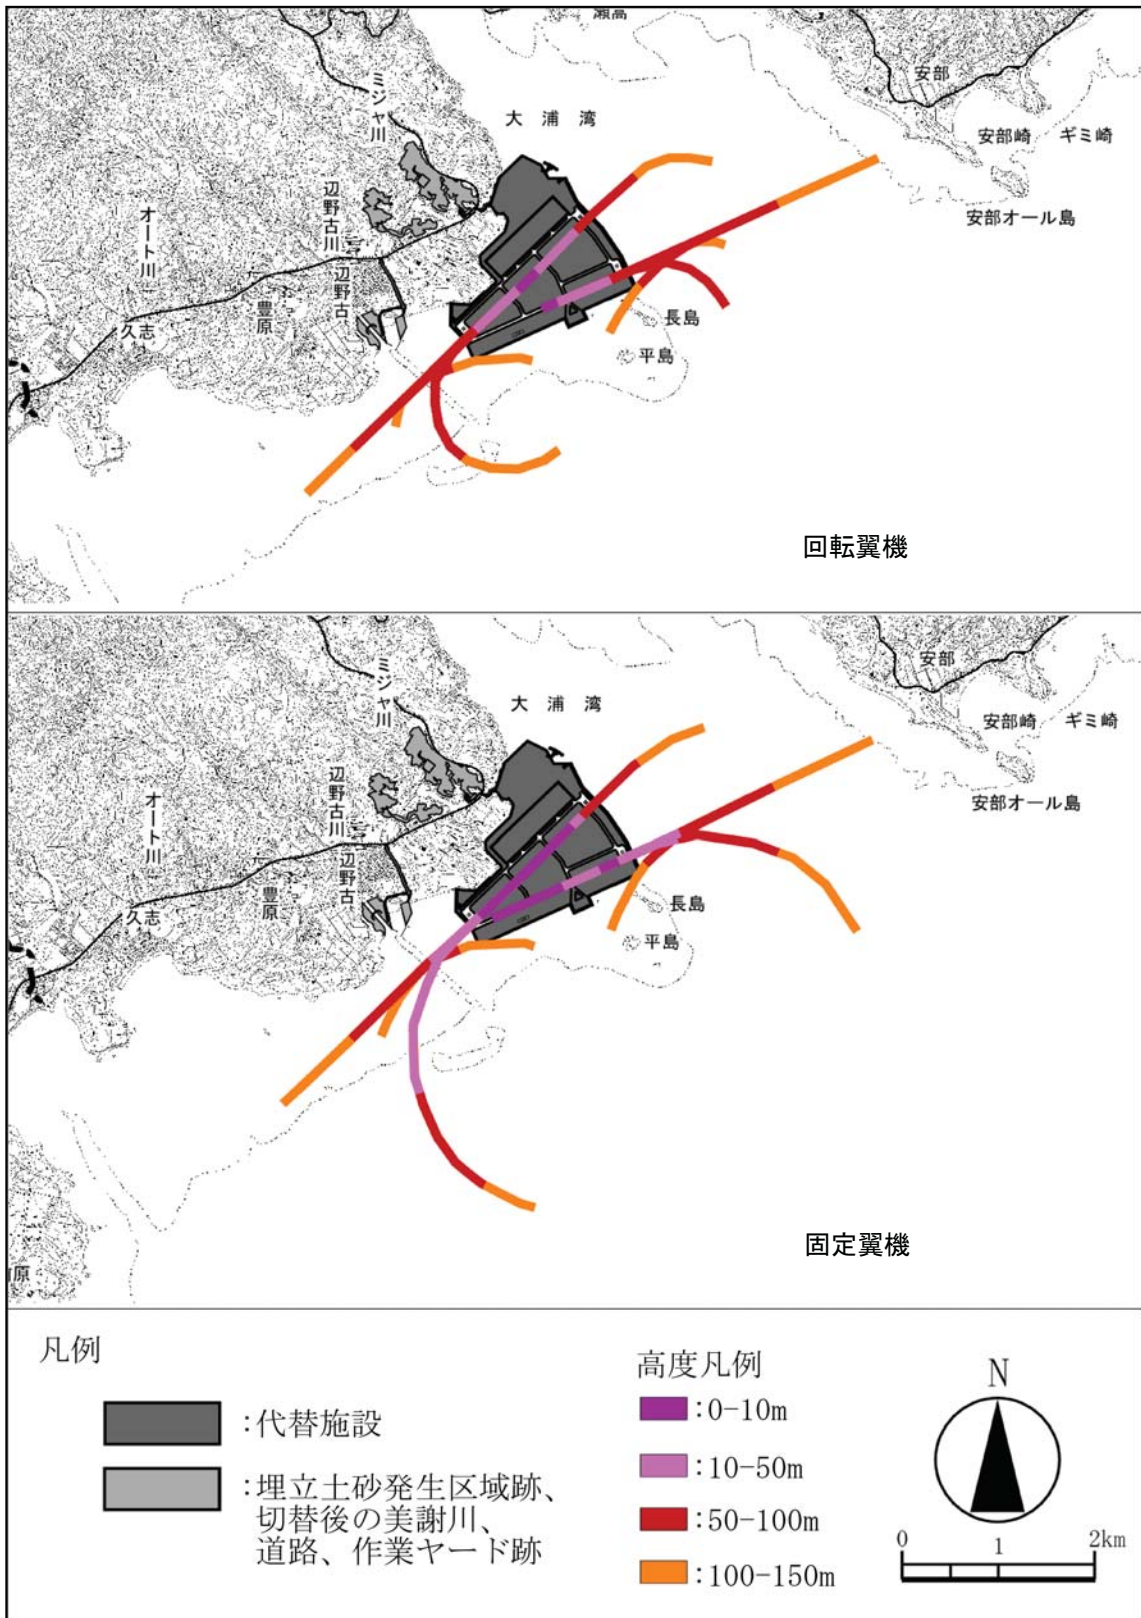 瀬高
安部
ミジャ川
大浦湾
安部崎
ギミ崎
辺野古川
オート川
安部オール島
辺野古
豊原
久志
長島
平島
回転翼機
安部
ミジャ川
大浦湾
安部崎
ギミ崎
辺野古川
オート川
安部オール島
辺野古
豊原
久志
長島
平島
固定翼機
原
凡例
:代替施設
:埋立土砂発生区域跡、
切替後の美謝川、
道路、作業ヤード跡
高度凡例
:0-10m
:10-50m
:50-100m
:100-150m
N
0 1 2km